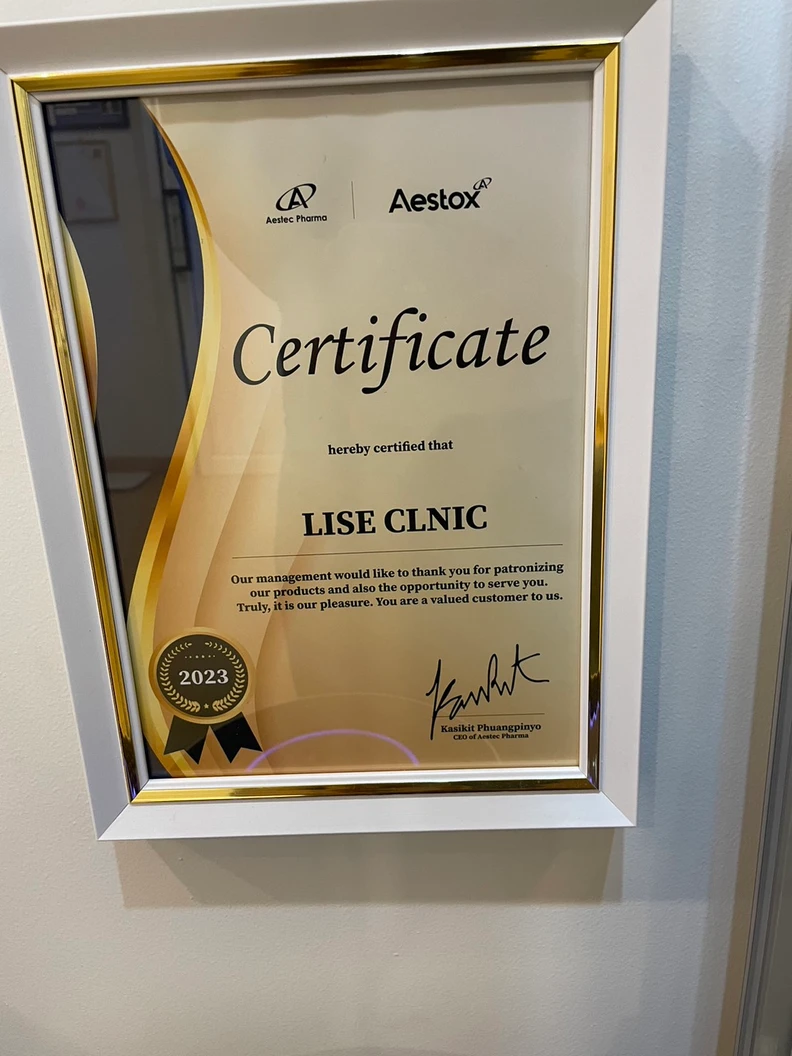 Aestec Pharma
Aestox
Certificate
hereby certified that
LISE CLNIC
Our management would like to thank you for patronizing
our products and also the opportunity to serve you.
Truly, it is our pleasure. You are a valued customer to us.
2023
Kasikit Phuangpinyo
CEO of Aestec Pharma